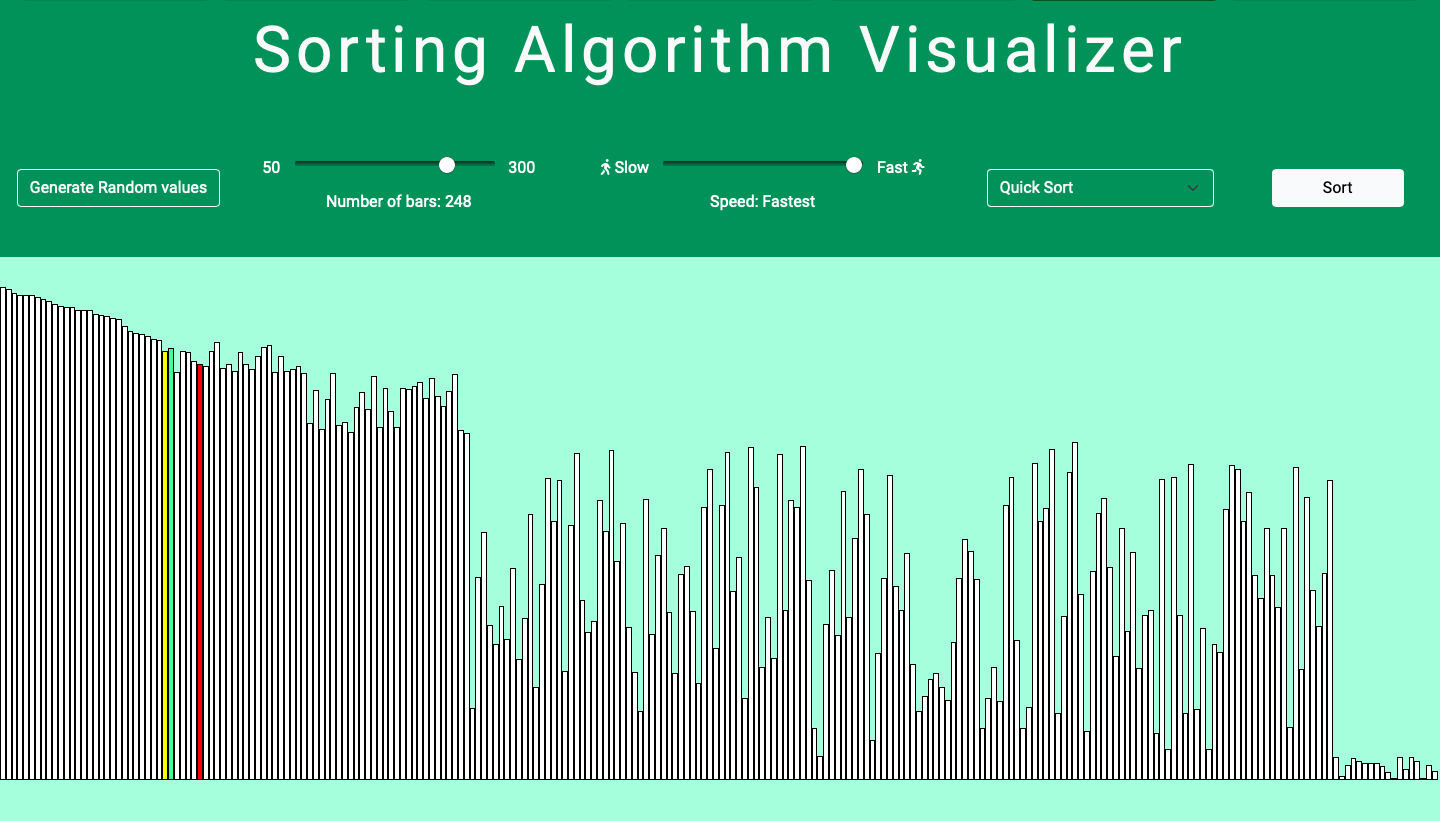 Sorting Algorithm Visualizer
Generate Random values
50
300
Number of bars: 248
Slow
Fast
Speed: Fastest
Quick Sort
Sort